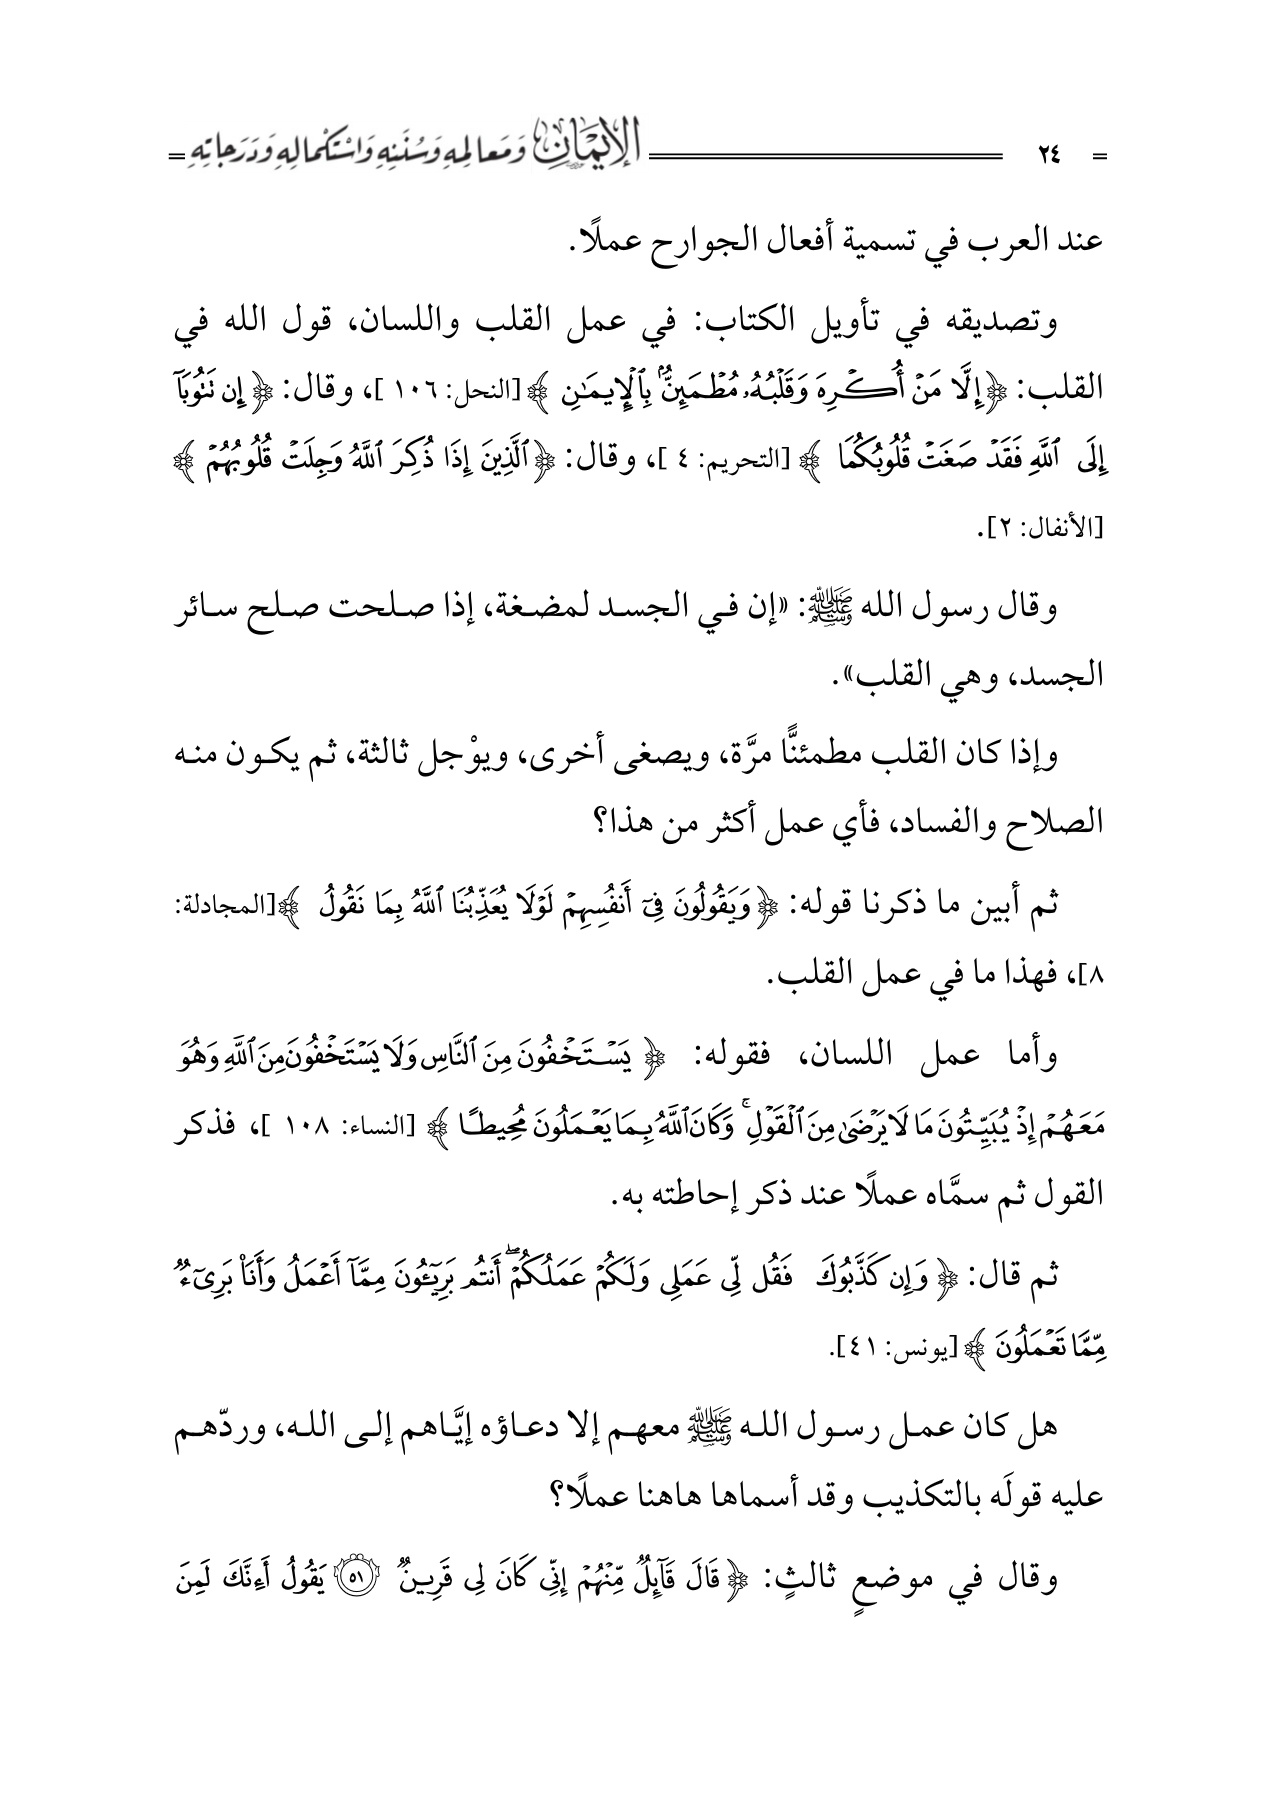 ٢٤ الإيمَان وَمَعالمِهِ وَسُنَنِهِ وَاسْتكْمالِهِ وَدَرَجاتِهِ
عند العرب في تسمية أفعال الجوارح عملًا.
وتصديقه في تأويل الكتاب: في عمل القلب واللسان، قول الله في
القلب: ﴿إِلَّا مَنْ أُكْرِهَ وَقَلْبُهُۥ مُطْمَئِنٌّۢ بِٱلْإِيمَٰنِ ﴾[النحل: ١٠٦ ]، وقال: ﴿إِن تَتُوبَآ
إِلَى ٱللَّهِ فَقَدْ صَغَتْ قُلُوبُكُمَا ﴾ [التحريم: ٤ ]، وقال: ﴿ٱلَّذِينَ إِذَا ذُكِرَ ٱللَّهُ وَجِلَتْ قُلُوبُهُمْ ﴾
[الأنفال: ٢].
وقال رسول الله ﷺ: «إن في الجسد لمضغة، إذا صلحت صلح سائر
الجسد، وهي القلب».
وإذا كان القلب مطمئنًّا مرَّة، ويصغى أخرى، ويوْجل ثالثة، ثم يكون منه
الصلاح والفساد، فأي عمل أكثر من هذا؟
ثم أبين ما ذكرنا قوله: ﴿وَيَقُولُونَ فِىٓ أَنفُسِهِمْ لَوْلَا يُعَذِّبُنَا ٱللَّهُ بِمَا نَقُولُ ﴾[المجادلة:
٨]، فهذا ما في عمل القلب.
وأما عمل اللسان، فقوله: ﴿ يَسْتَخْفُونَ مِنَ ٱلنَّاسِ وَلَا يَسْتَخْفُونَ مِنَ ٱللَّهِ وَهُوَ
مَعَهُمْ إِذْ يُبَيِّتُونَ مَا لَا يَرْضَىٰ مِنَ ٱلْقَوْلِ ۚ وَكَانَ ٱللَّهُ بِمَا يَعْمَلُونَ مُحِيطًا ﴾ [النساء: ١٠٨ ]، فذكر
القول ثم سمَّاه عملًا عند ذكر إحاطته به.
ثم قال: ﴿ وَإِن كَذَّبُوكَ فَقُل لِّى عَمَلِى وَلَكُمْ عَمَلُكُمْ ۖ أَنتُم بَرِيٓـُٔونَ مِمَّآ أَعْمَلُ وَأَنَا۠ بَرِىٓءٌ
مِّمَّا تَعْمَلُونَ ﴾[يونس: ٤١].
هل كان عمل رسول الله ﷺ معهم إلا دعاؤه إيَّاهم إلى الله، وردّهم
عليه قولَه بالتكذيب وقد أسماها هاهنا عملًا؟
وقال في موضعٍ ثالثٍ: ﴿قَالَ قَآئِلٌ مِّنْهُمْ إِنِّى كَانَ لِى قَرِينٌ ۝٥١ يَقُولُ أَءِنَّكَ لَمِنَ